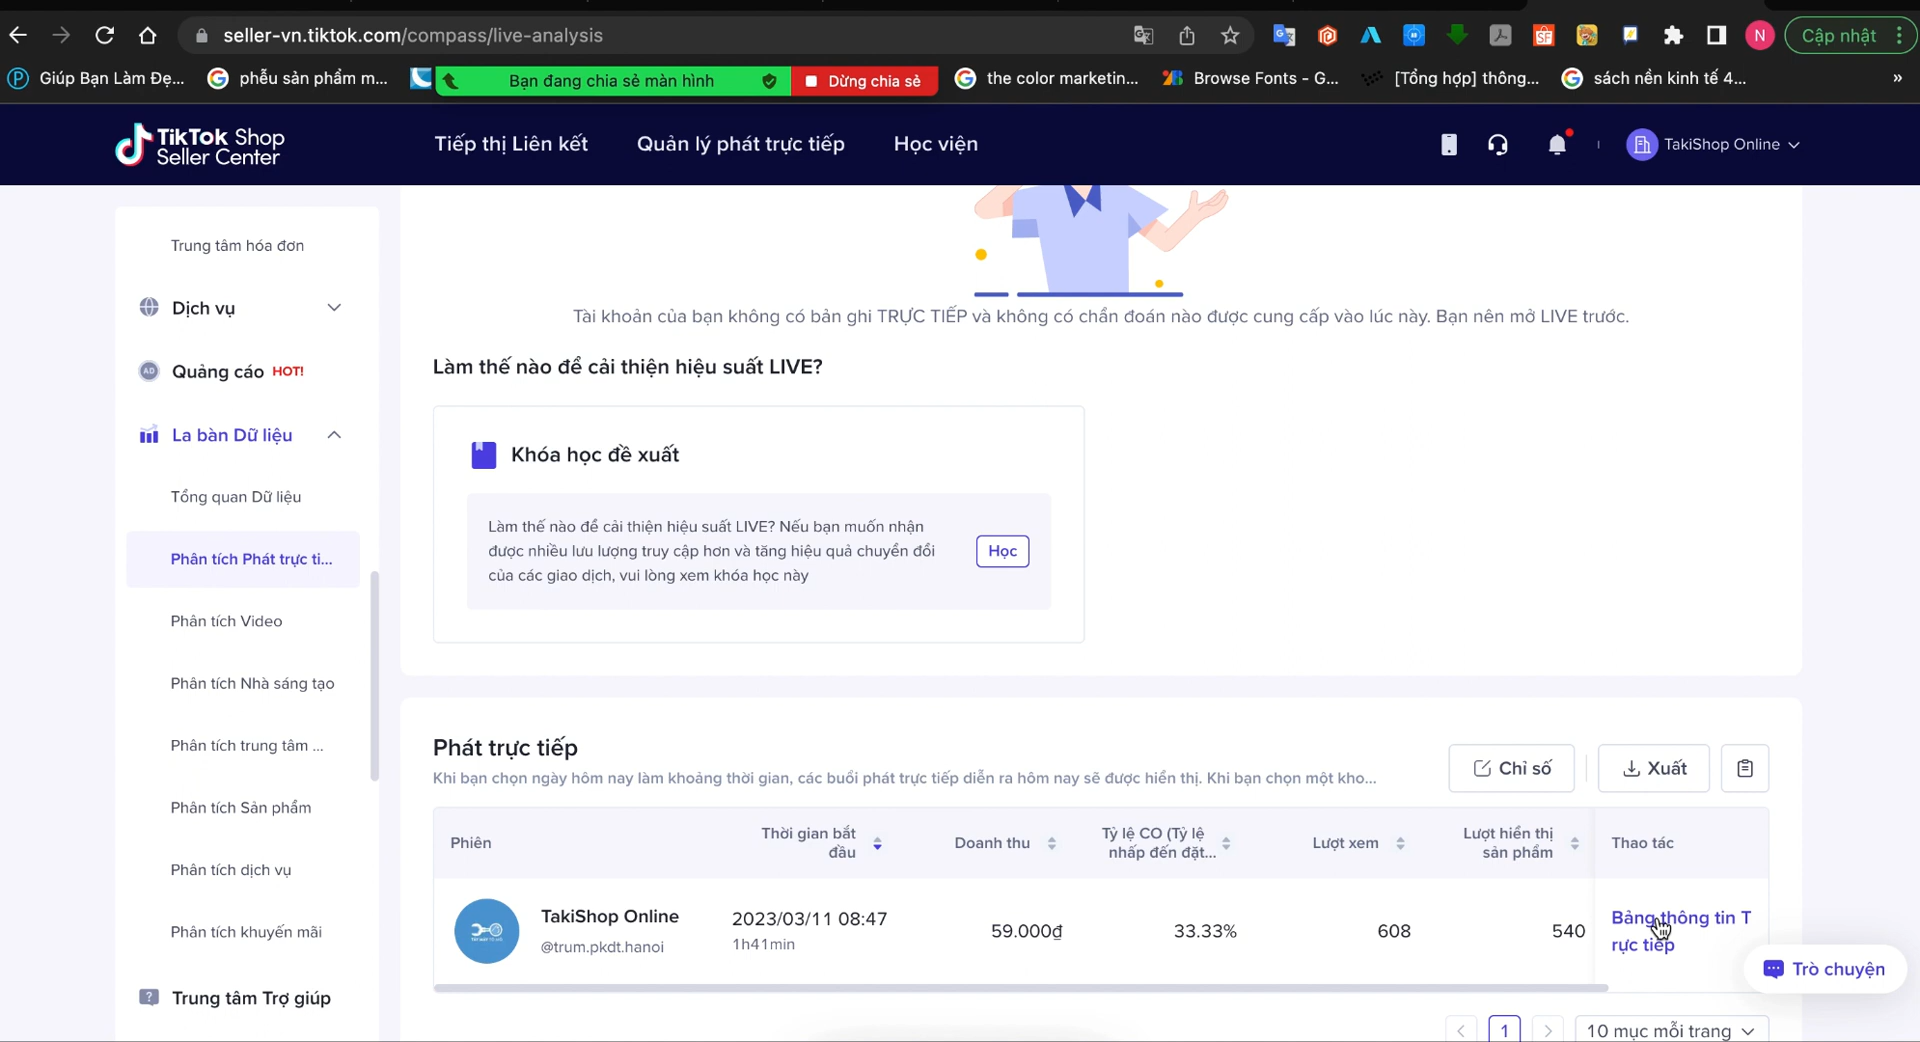 seller-vn.tiktok.com/compass/live-analysis
N
Cập nhật
Giúp Bạn Làm Đẹ...
phễu sản phẩm m...
Bạn đang chia sẻ màn hình
Dừng chia sẻ
the color marketin...
Browse Fonts - G...
[Tổng hợp] thông...
sách nền kinh tế 4...
»
TikTok Shop
Seller Center
Tiếp thị Liên kết
Quản lý phát trực tiếp
Học viện
TakiShop Online
Trung tâm hóa đơn
Dịch vụ
AD
Quảng cáo HOT!
La bàn Dữ liệu
Tổng quan Dữ liệu
Phân tích Phát trực ti...
Phân tích Video
Phân tích Nhà sáng tạo
Phân tích trung tâm ...
Phân tích Sản phẩm
Phân tích dịch vụ
Phân tích khuyến mãi
Trung tâm Trợ giúp
Tài khoản của bạn không có bản ghi TRỰC TIẾP và không có chẩn đoán nào được cung cấp vào lúc này. Bạn nên mở LIVE trước.
Làm thế nào để cải thiện hiệu suất LIVE?
Khóa học đề xuất
Làm thế nào để cải thiện hiệu suất LIVE? Nếu bạn muốn nhận
được nhiều lưu lượng truy cập hơn và tăng hiệu quả chuyển đổi
của các giao dịch, vui lòng xem khóa học này
Học
Phát trực tiếp
Khi bạn chọn ngày hôm nay làm khoảng thời gian, các buổi phát trực tiếp diễn ra hôm nay sẽ được hiển thị. Khi bạn chọn một kho...
Chỉ số
Xuất
Phiên
Thời gian bắt
đầu
Doanh thu
Tỷ lệ CO (Tỷ lệ
nhấp đến đặt...
Lượt xem
Lượt hiển thị
sản phẩm
Thao tác
TakiShop Online
@trum.pkdt.hanoi
2023/03/11 08:47
1h41min
59.000₫
33.33%
608
540
Bảng thông tin T
rực tiếp
Trò chuyện
1
10 mục mỗi trang